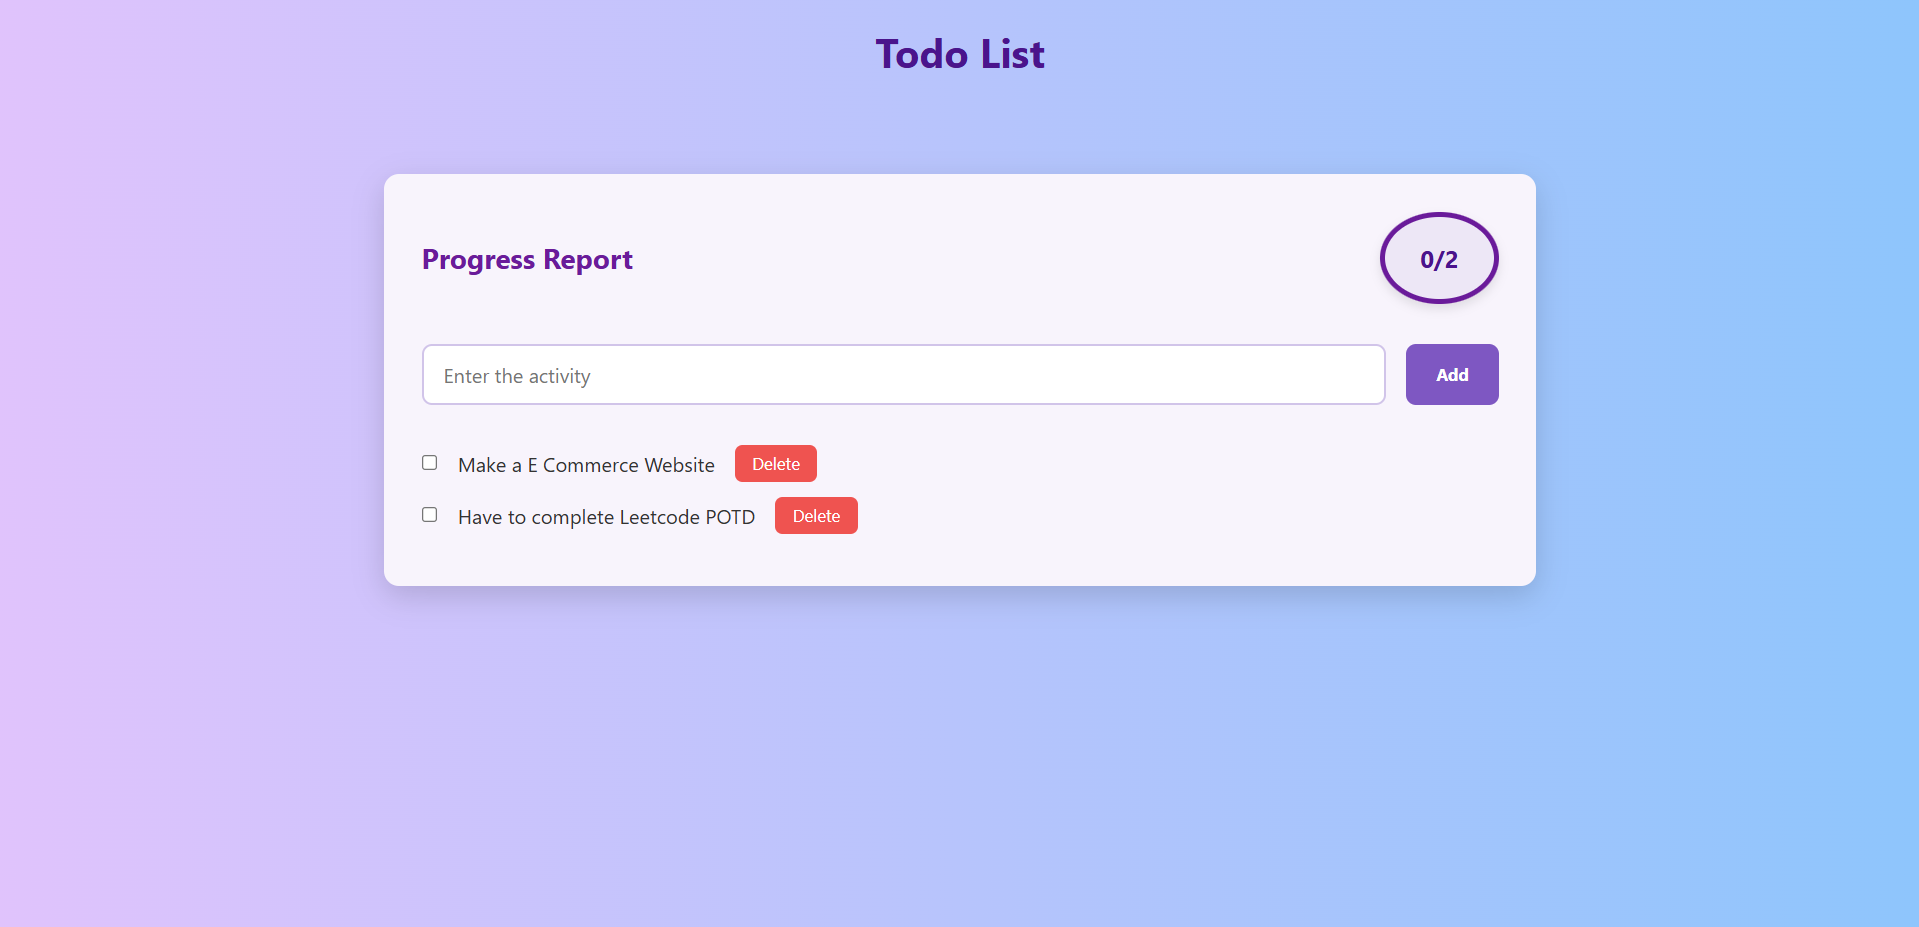 Todo List
Progress Report
0/2
Enter the activity
Add
Make a E Commerce Website Delete
Have to complete Leetcode POTD Delete